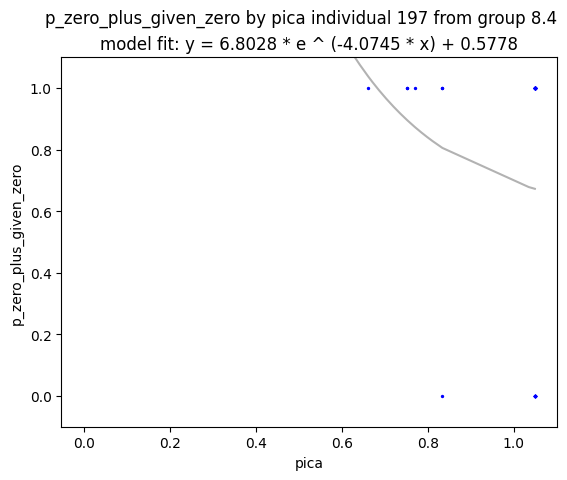 p_zero_plus_given_zero by pica individual 197 from group 8.4
model fit: y = 6.8028 * e ^ (-4.0745 * x) + 0.5778
1.0
0.8
0.6
0.4
0.2
0.0
p_zero_plus_given_zero
0.0 0.2 0.4 0.6 0.8 1.0
pica